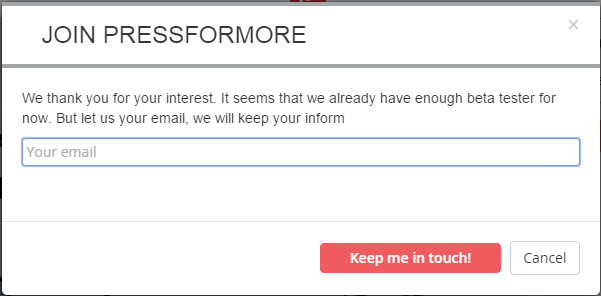 JOIN PRESSFORMORE
×
We thank you for your interest. It seems that we already have enough beta tester for
now. But let us your email, we will keep your inform
Your email
Keep me in touch!
Cancel